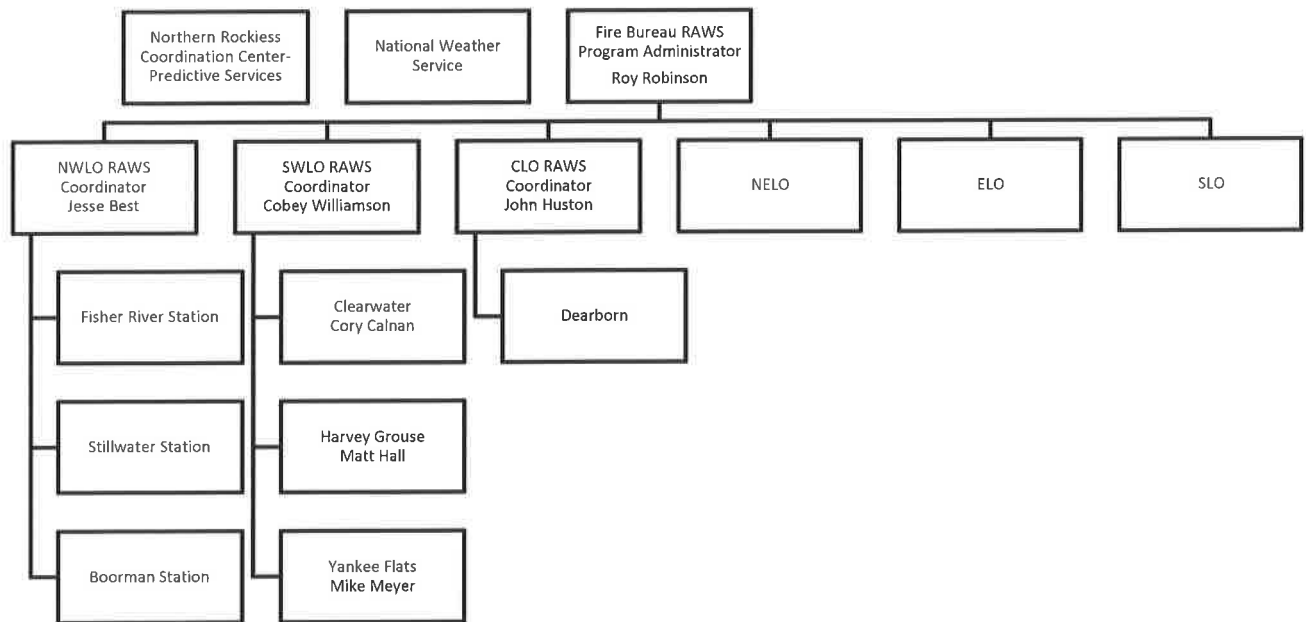 Northern Rockiess
Coordination Center-
Predictive Services
National Weather
Service
Fire Bureau RAWS
Program Administrator
Roy Robinson
NWLO RAWS
Coordinator
Jesse Best
SWLO RAWS
Coordinator
Cobey Williamson
CLO RAWS
Coordinator
John Huston
NELO
ELO
SLO
Fisher River Station
Clearwater
Cory Calnan
Dearborn
Stillwater Station
Harvey Grouse
Matt Hall
Boorman Station
Yankee Flats
Mike Meyer